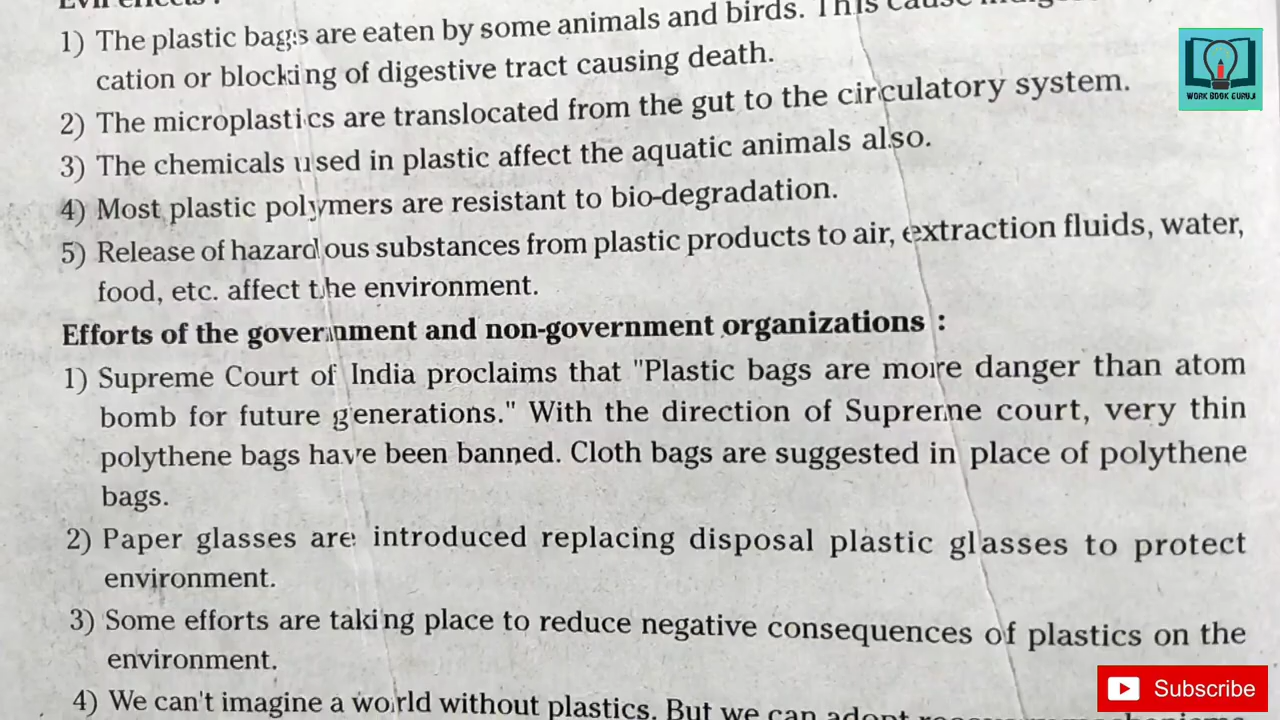 Evil effects :
1) The plastic bags are eaten by some animals and birds. This cause
cation or blocking of digestive tract causing death.
2) The microplastics are translocated from the gut to the circulatory system.
3) The chemicals used in plastic affect the aquatic animals also.
4) Most plastic polymers are resistant to bio-degradation.
5) Release of hazardous substances from plastic products to air, extraction fluids, water,
food, etc. affect the environment.
Efforts of the government and non-government organizations :
1) Supreme Court of India proclaims that "Plastic bags are more danger than atom
bomb for future generations." With the direction of Supreme court, very thin
polythene bags have been banned. Cloth bags are suggested in place of polythene
bags.
2) Paper glasses are introduced replacing disposal plastic glasses to protect
environment.
3) Some efforts are taking place to reduce negative consequences of plastics on the
environment.
4) We can't imagine a world without plastics. But we can adopt
WORK BOOK GURUJI
Subscribe